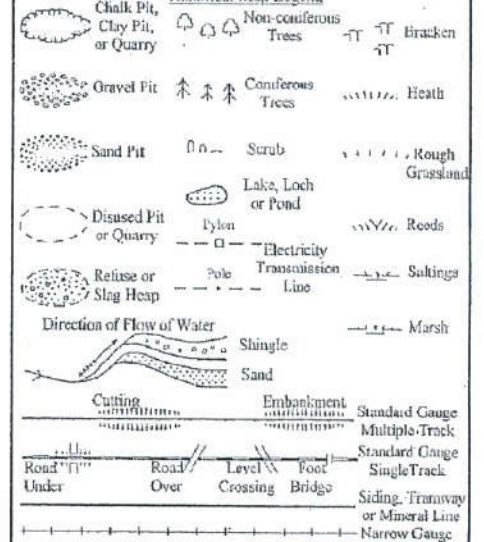 Chalk Pit,
Clay Pit,
or Quarry
Non-coniferous
Trees
Bracken
Gravel Pit
Coniferous
Trees
Heath
Sand Pit
Scrub
Rough
Grassland
Lake, Loch
or Pond
Disused Pit
or Quarry
Pylon
Electricity
Transmission
Line
Pole
Reeds
Refuse or
Slag Heap
Saltings
Direction of Flow of Water
Marsh
Shingle
Sand
Cutting
Embankment
Standard Gauge
Multiple Track
Standard Gauge
Single Track
Road
Under
Road
Over
Level
Crossing
Foot
Bridge
Siding, Tramway
or Mineral Line
Narrow Gauge